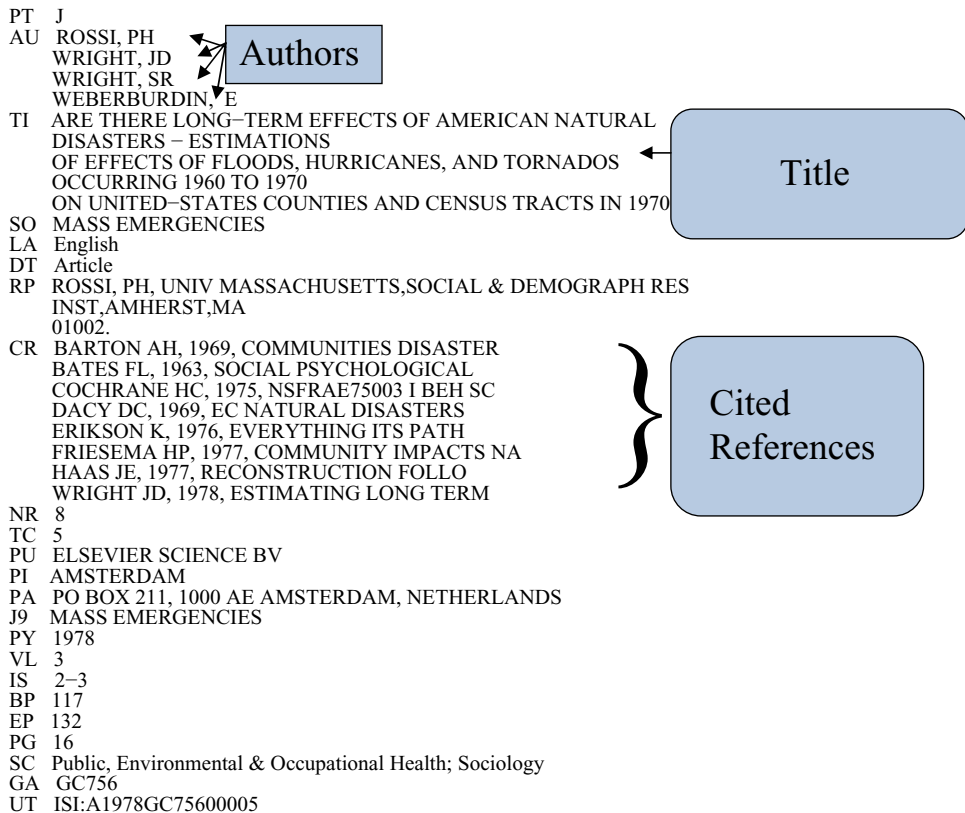 PT J
AU ROSSI, PH
WRIGHT, JD
WRIGHT, SR
WEBERBURDIN, E
Authors
TI ARE THERE LONG−TERM EFFECTS OF AMERICAN NATURAL
DISASTERS − ESTIMATIONS
OF EFFECTS OF FLOODS, HURRICANES, AND TORNADOS
OCCURRING 1960 TO 1970
ON UNITED−STATES COUNTIES AND CENSUS TRACTS IN 1970
Title
SO MASS EMERGENCIES
LA English
DT Article
RP ROSSI, PH, UNIV MASSACHUSETTS,SOCIAL & DEMOGRAPH RES
INST,AMHERST,MA
01002.
CR BARTON AH, 1969, COMMUNITIES DISASTER
BATES FL, 1963, SOCIAL PSYCHOLOGICAL
COCHRANE HC, 1975, NSFRAE75003 I BEH SC
DACY DC, 1969, EC NATURAL DISASTERS
ERIKSON K, 1976, EVERYTHING ITS PATH
FRIESEMA HP, 1977, COMMUNITY IMPACTS NA
HAAS JE, 1977, RECONSTRUCTION FOLLO
WRIGHT JD, 1978, ESTIMATING LONG TERM
Cited
References
NR 8
TC 5
PU ELSEVIER SCIENCE BV
PI AMSTERDAM
PA PO BOX 211, 1000 AE AMSTERDAM, NETHERLANDS
J9 MASS EMERGENCIES
PY 1978
VL 3
IS 2−3
BP 117
EP 132
PG 16
SC Public, Environmental & Occupational Health; Sociology
GA GC756
UT ISI:A1978GC75600005